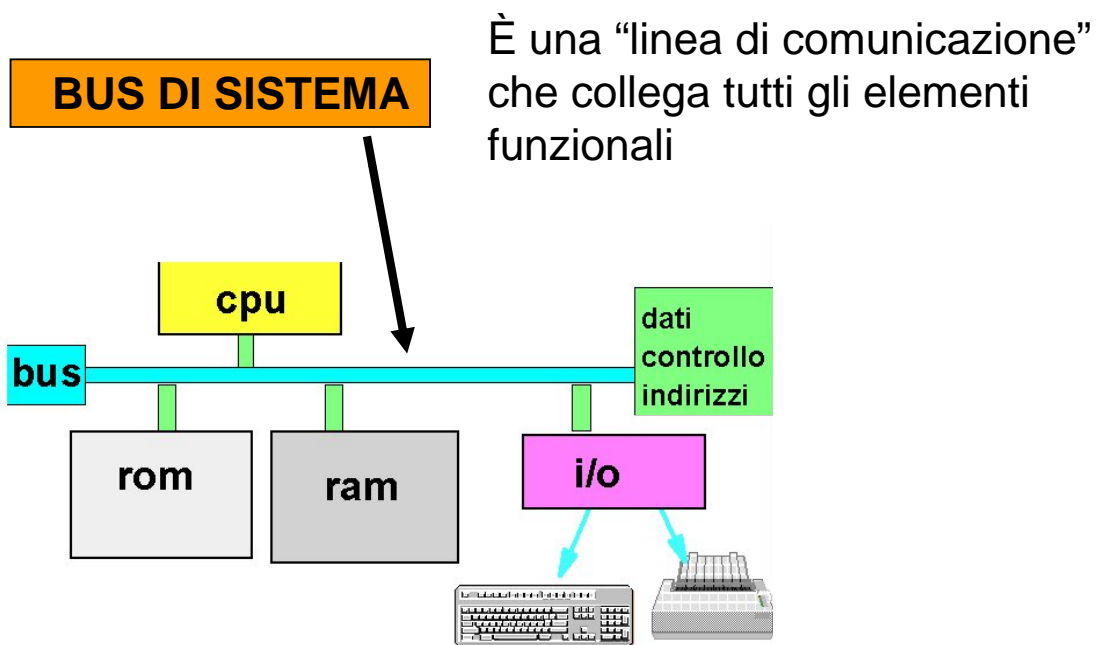 BUS DI SISTEMA
È una “linea di comunicazione”
che collega tutti gli elementi
funzionali
cpu
bus
dati
controllo
indirizzi
rom
ram
i/o